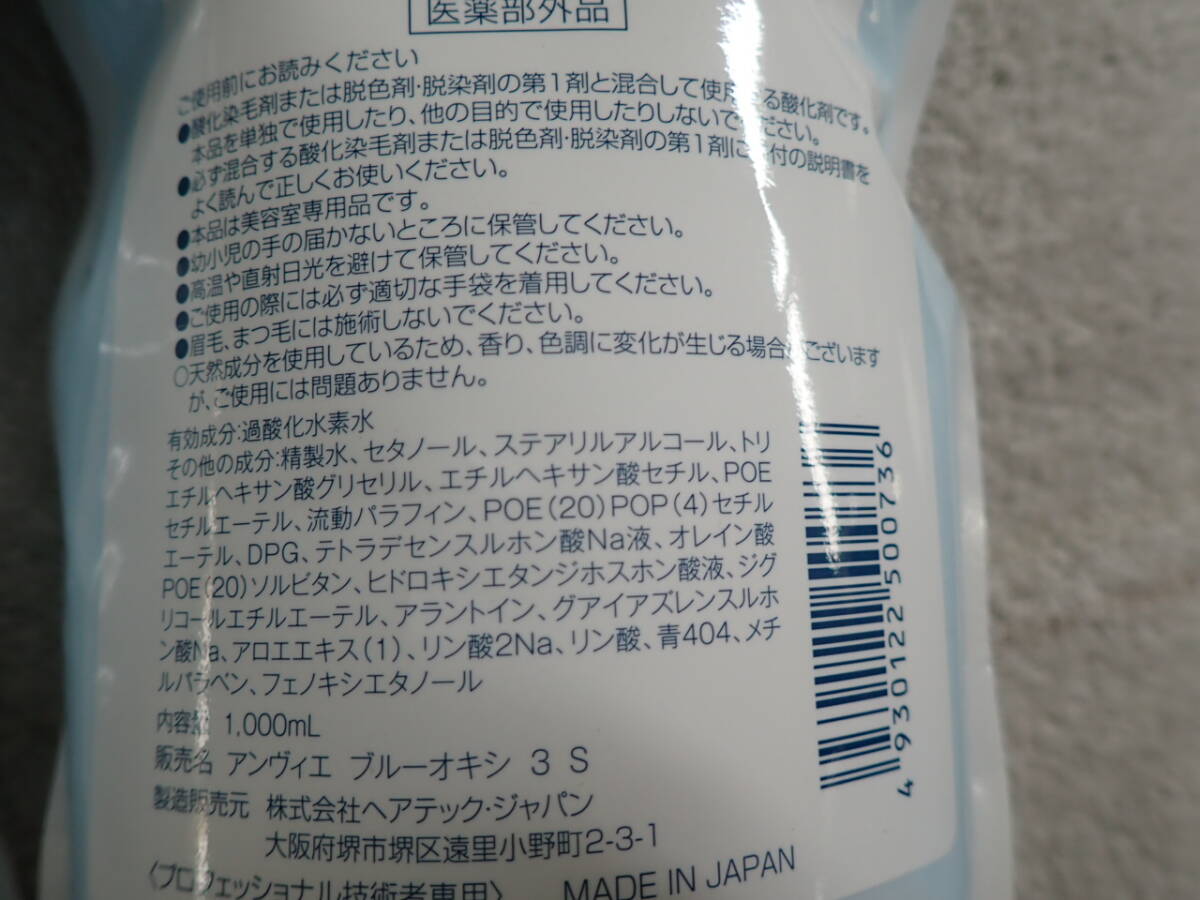 医薬部外品
ご使用前にお読みください
●酸化染毛剤または脱色剤・脱染剤の第1剤と混合して使用する酸化剤です。
本品を単独で使用したり、他の目的で使用したりしないでください。
●必ず混合する酸化染毛剤または脱色剤・脱染剤の第1剤に 付の説明書を
よく読んで正しくお使いください。
●本品は美容室専用品です。
●幼小児の手の届かないところに保管してください。
●高温や直射日光を避けて保管してください。
●ご使用の際には必ず適切な手袋を着用してください。
●眉毛、まつ毛には施術しないでください。
○天然成分を使用しているため、香り、色調に変化が生じる場合がございます
が、ご使用には問題ありません。
有効成分:過酸化水素水
その他の成分:精製水、セタノール、ステアリルアルコール、トリ
エチルヘキサン酸グリセリル、エチルヘキサン酸セチル、POE
セチルエーテル、流動パラフィン、POE(20)POP(4)セチル
エーテル、DPG、テトラデセンスルホン酸Na液、オレイン酸
POE(20)ソルビタン、ヒドロキシエタンジホスホン酸液、ジグ
リコールエチルエーテル、アラントイン、グアイアズレンスルホ
ン酸Na、アロエエキス(1)、リン酸2Na、リン酸、青404、メチ
ルパラベン、フェノキシエタノール
内容量 1,000mL
販売名 アンヴィエ ブルーオキシ 3 S
製造販売元 株式会社ヘアテック・ジャパン
大阪府堺市堺区遠里小野町2-3-1
〈プロフェッショナル技術者専用〉 MADE IN JAPAN
4930122500736